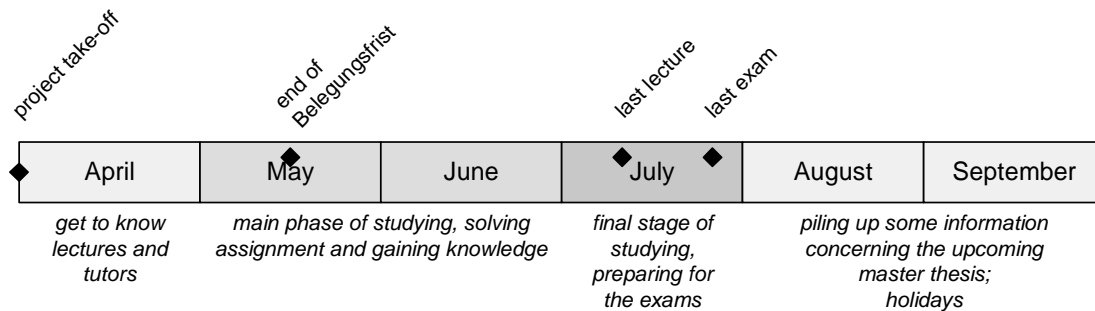 project take-off
end of
Belegungsfrist
last lecture
last exam
April
May
June
July
August
September
get to know
lectures and
tutors
main phase of studying, solving
assignment and gaining knowledge
final stage of
studying,
preparing for
the exams
piling up some information
concerning the upcoming
master thesis;
holidays